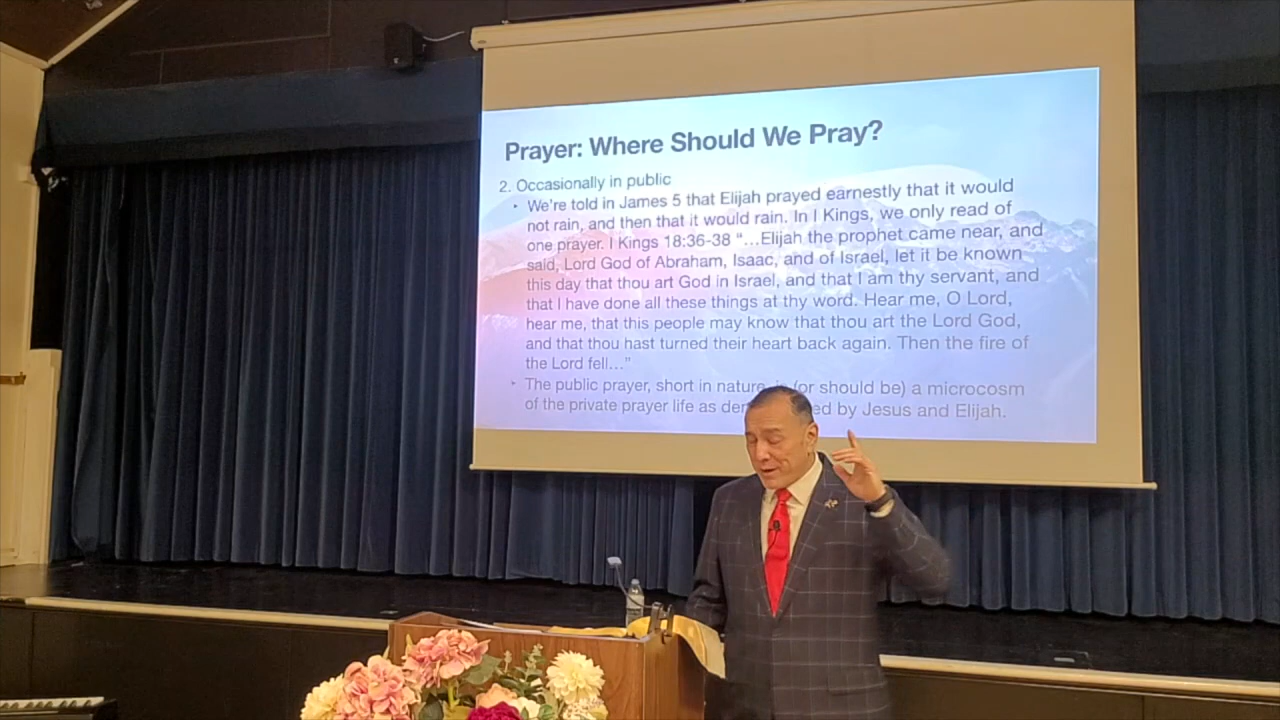 Prayer: Where Should We Pray?
2. Occasionally in public
• We're told in James 5 that Elijah prayed earnestly that it would
not rain, and then that it would rain. In I Kings, we only read of
one prayer. I Kings 18:36-38 “...Elijah the prophet came near, and
said, Lord God of Abraham, Isaac, and of Israel, let it be known
this day that thou art God in Israel, and that I am thy servant, and
that I have done all these things at thy word. Hear me, O Lord,
hear me, that this people may know that thou art the Lord God,
and that thou hast turned their heart back again. Then the fire of
the Lord fell...”
• The public prayer, short in nature, (or should be) a microcosm
of the private prayer life as by Jesus and Elijah.